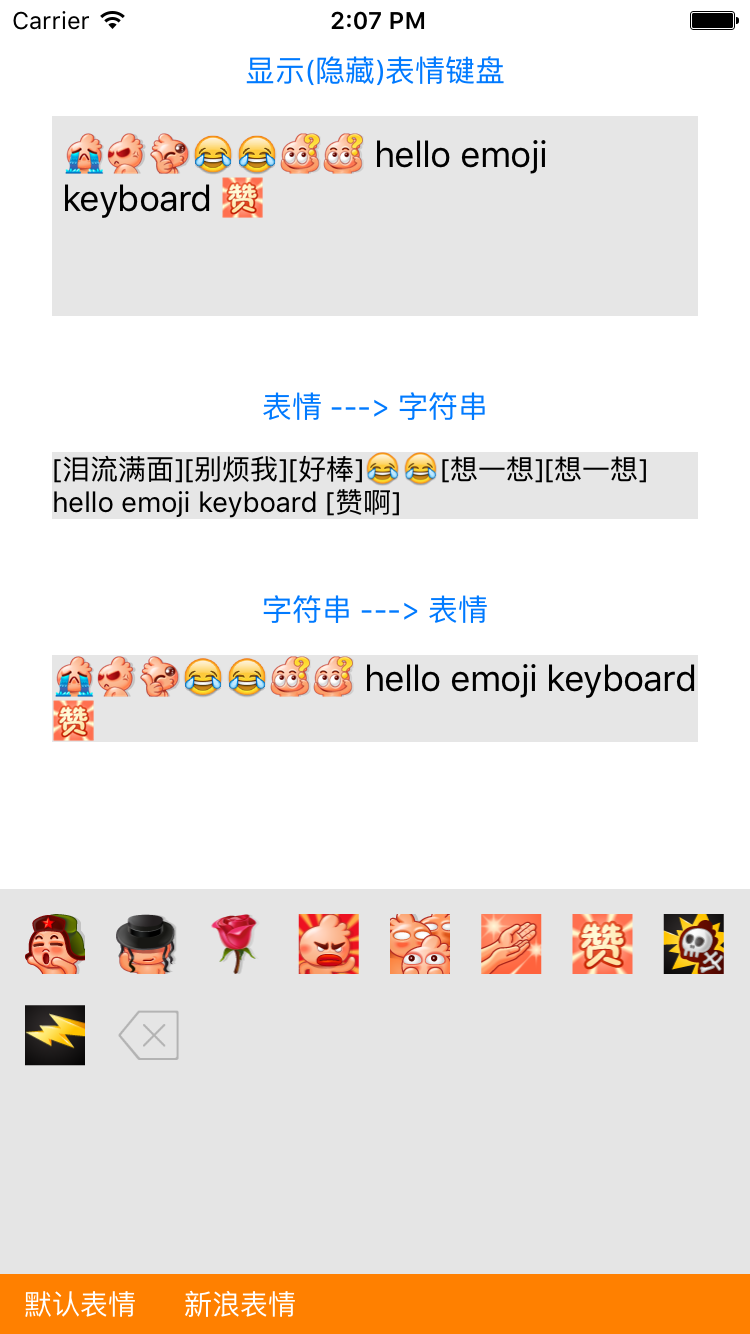 Carrier 2:07 PM
显示(隐藏)表情键盘
😂😂 hello emoji
keyboard 赞
表情 ---> 字符串
[泪流满面][别烦我][好棒]😂😂[想一想][想一想]
hello emoji keyboard [赞啊]
字符串 ---> 表情
😂😂 hello emoji keyboard
赞
赞
默认表情 新浪表情